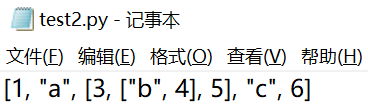 test2.py - 记事本
文件(F) 编辑(E) 格式(O) 查看(V) 帮助(H)
[1, "a", [3, ["b", 4], 5], "c", 6]